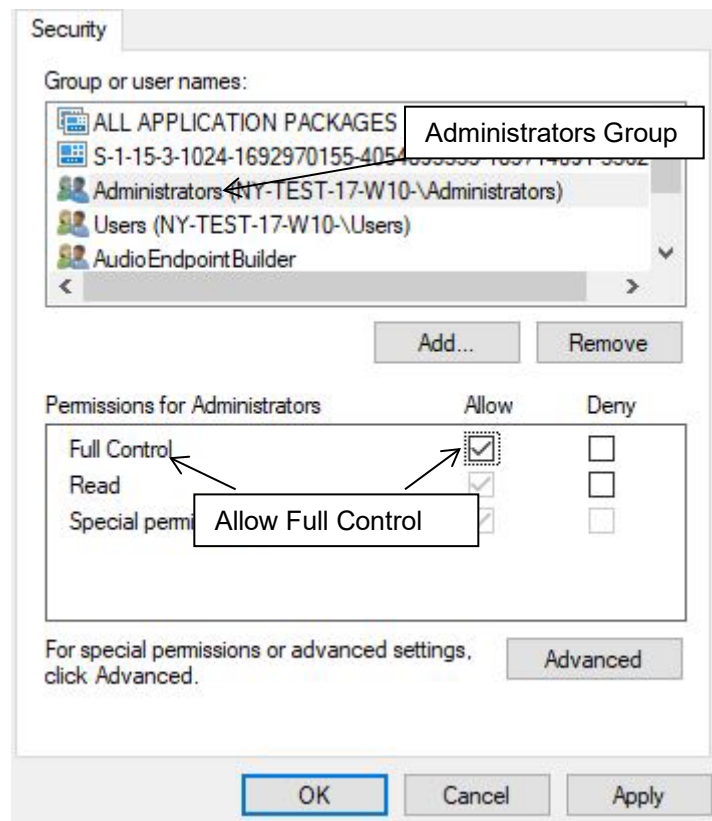 Security
Group or user names:
ALL APPLICATION PACKAGES
Administrators Group
S-1-15-3-1024-1692970155-4054
Administrators (NY-TEST-17-W10-\Administrators)
Users (NY-TEST-17-W10-\Users)
AudioEndpointBuilder
Add... Remove
Permissions for Administrators Allow Deny
Full Control
Read
Special permi
Allow Full Control
For special permissions or advanced settings, Advanced
click Advanced.
OK Cancel Apply